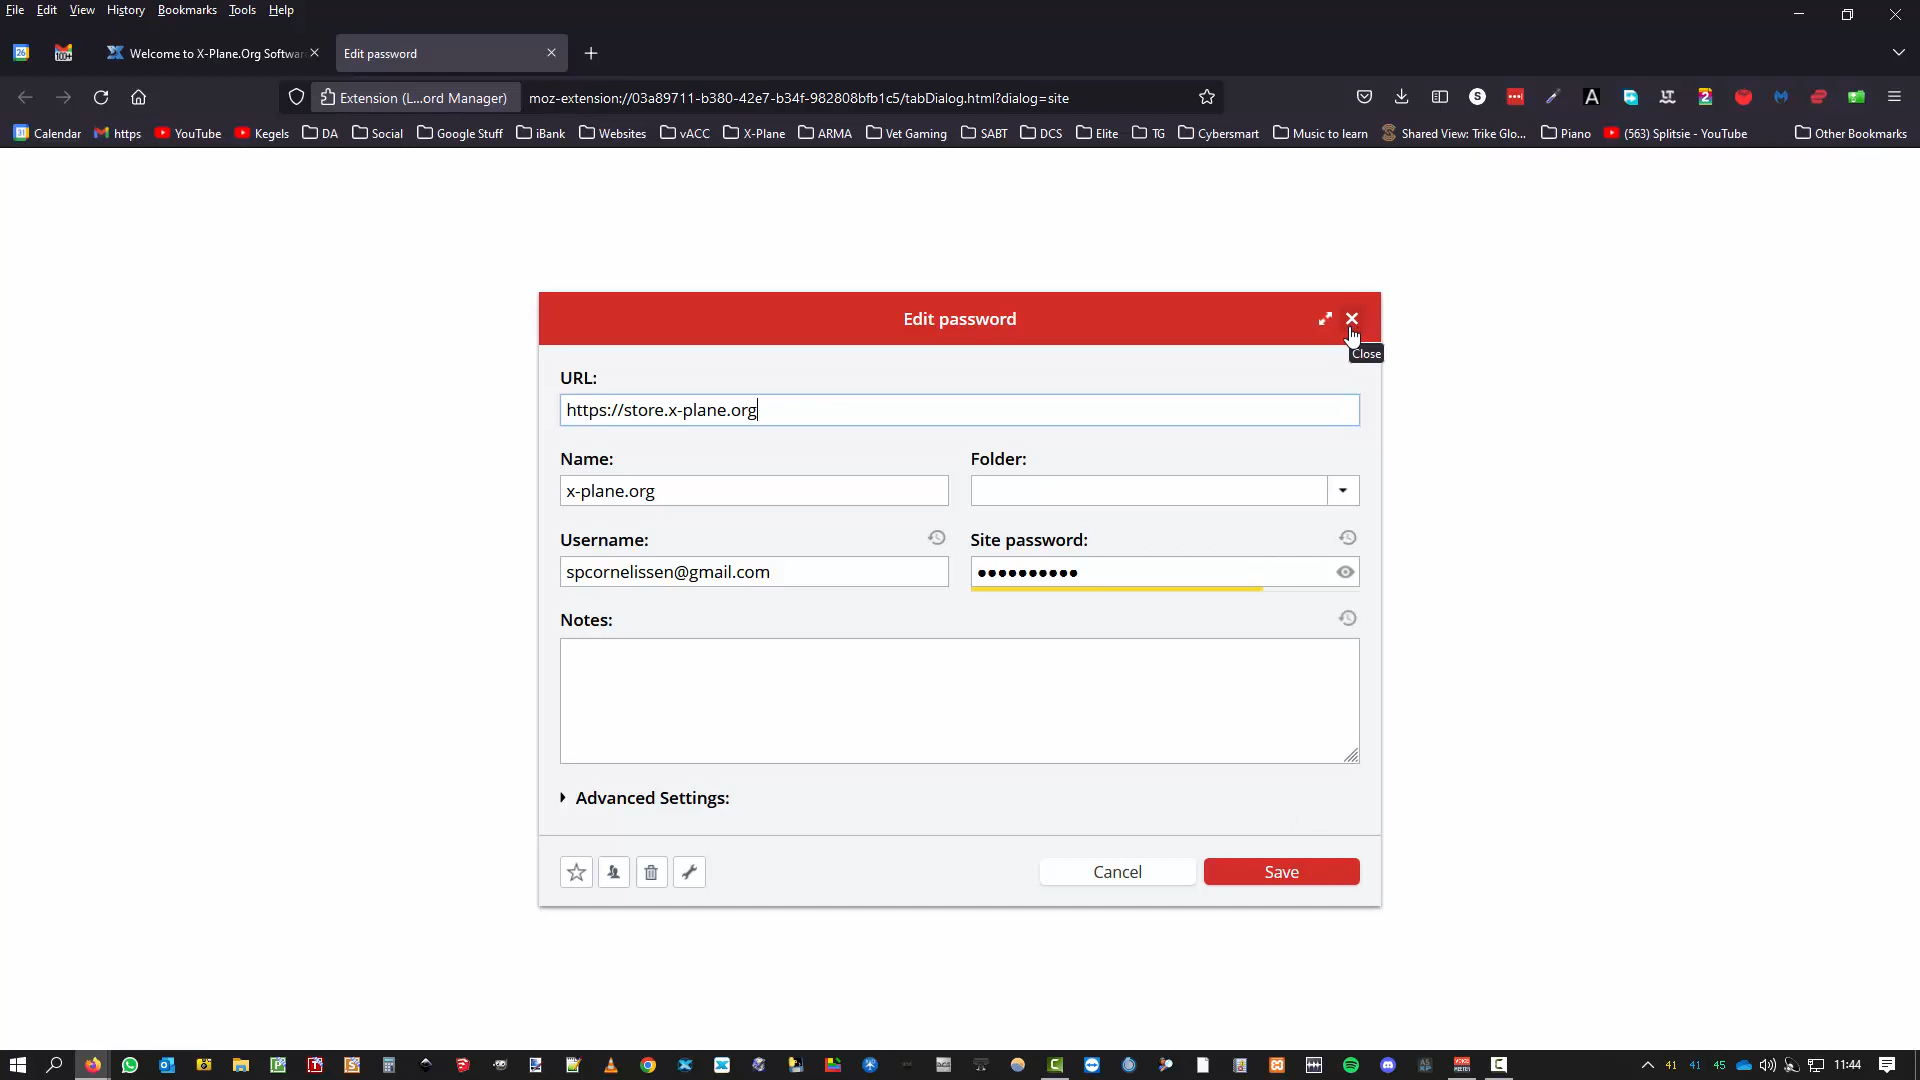 File Edit View History Bookmarks Tools Help
Welcome to X-Plane.Org Softwar
Edit password
Extension (L...ord Manager)
moz-extension://03a89711-b380-42e7-b34f-982808bfb1c5/tabDialog.html?dialog=site
Calendar https YouTube Kegels DA Social Google Stuff iBank Websites vACC X-Plane ARMA Vet Gaming SABT DCS Elite TG Cybersmart Music to learn Shared View: Trike Glo... Piano (563) Splitsie - YouTube Other Bookmarks
Edit password
Close
URL:
https://store.x-plane.org
Name:
Folder:
x-plane.org
Username:
Site password:
spcornelissen@gmail.com
Notes:
Advanced Settings:
Cancel
Save
41 41 45 11:44